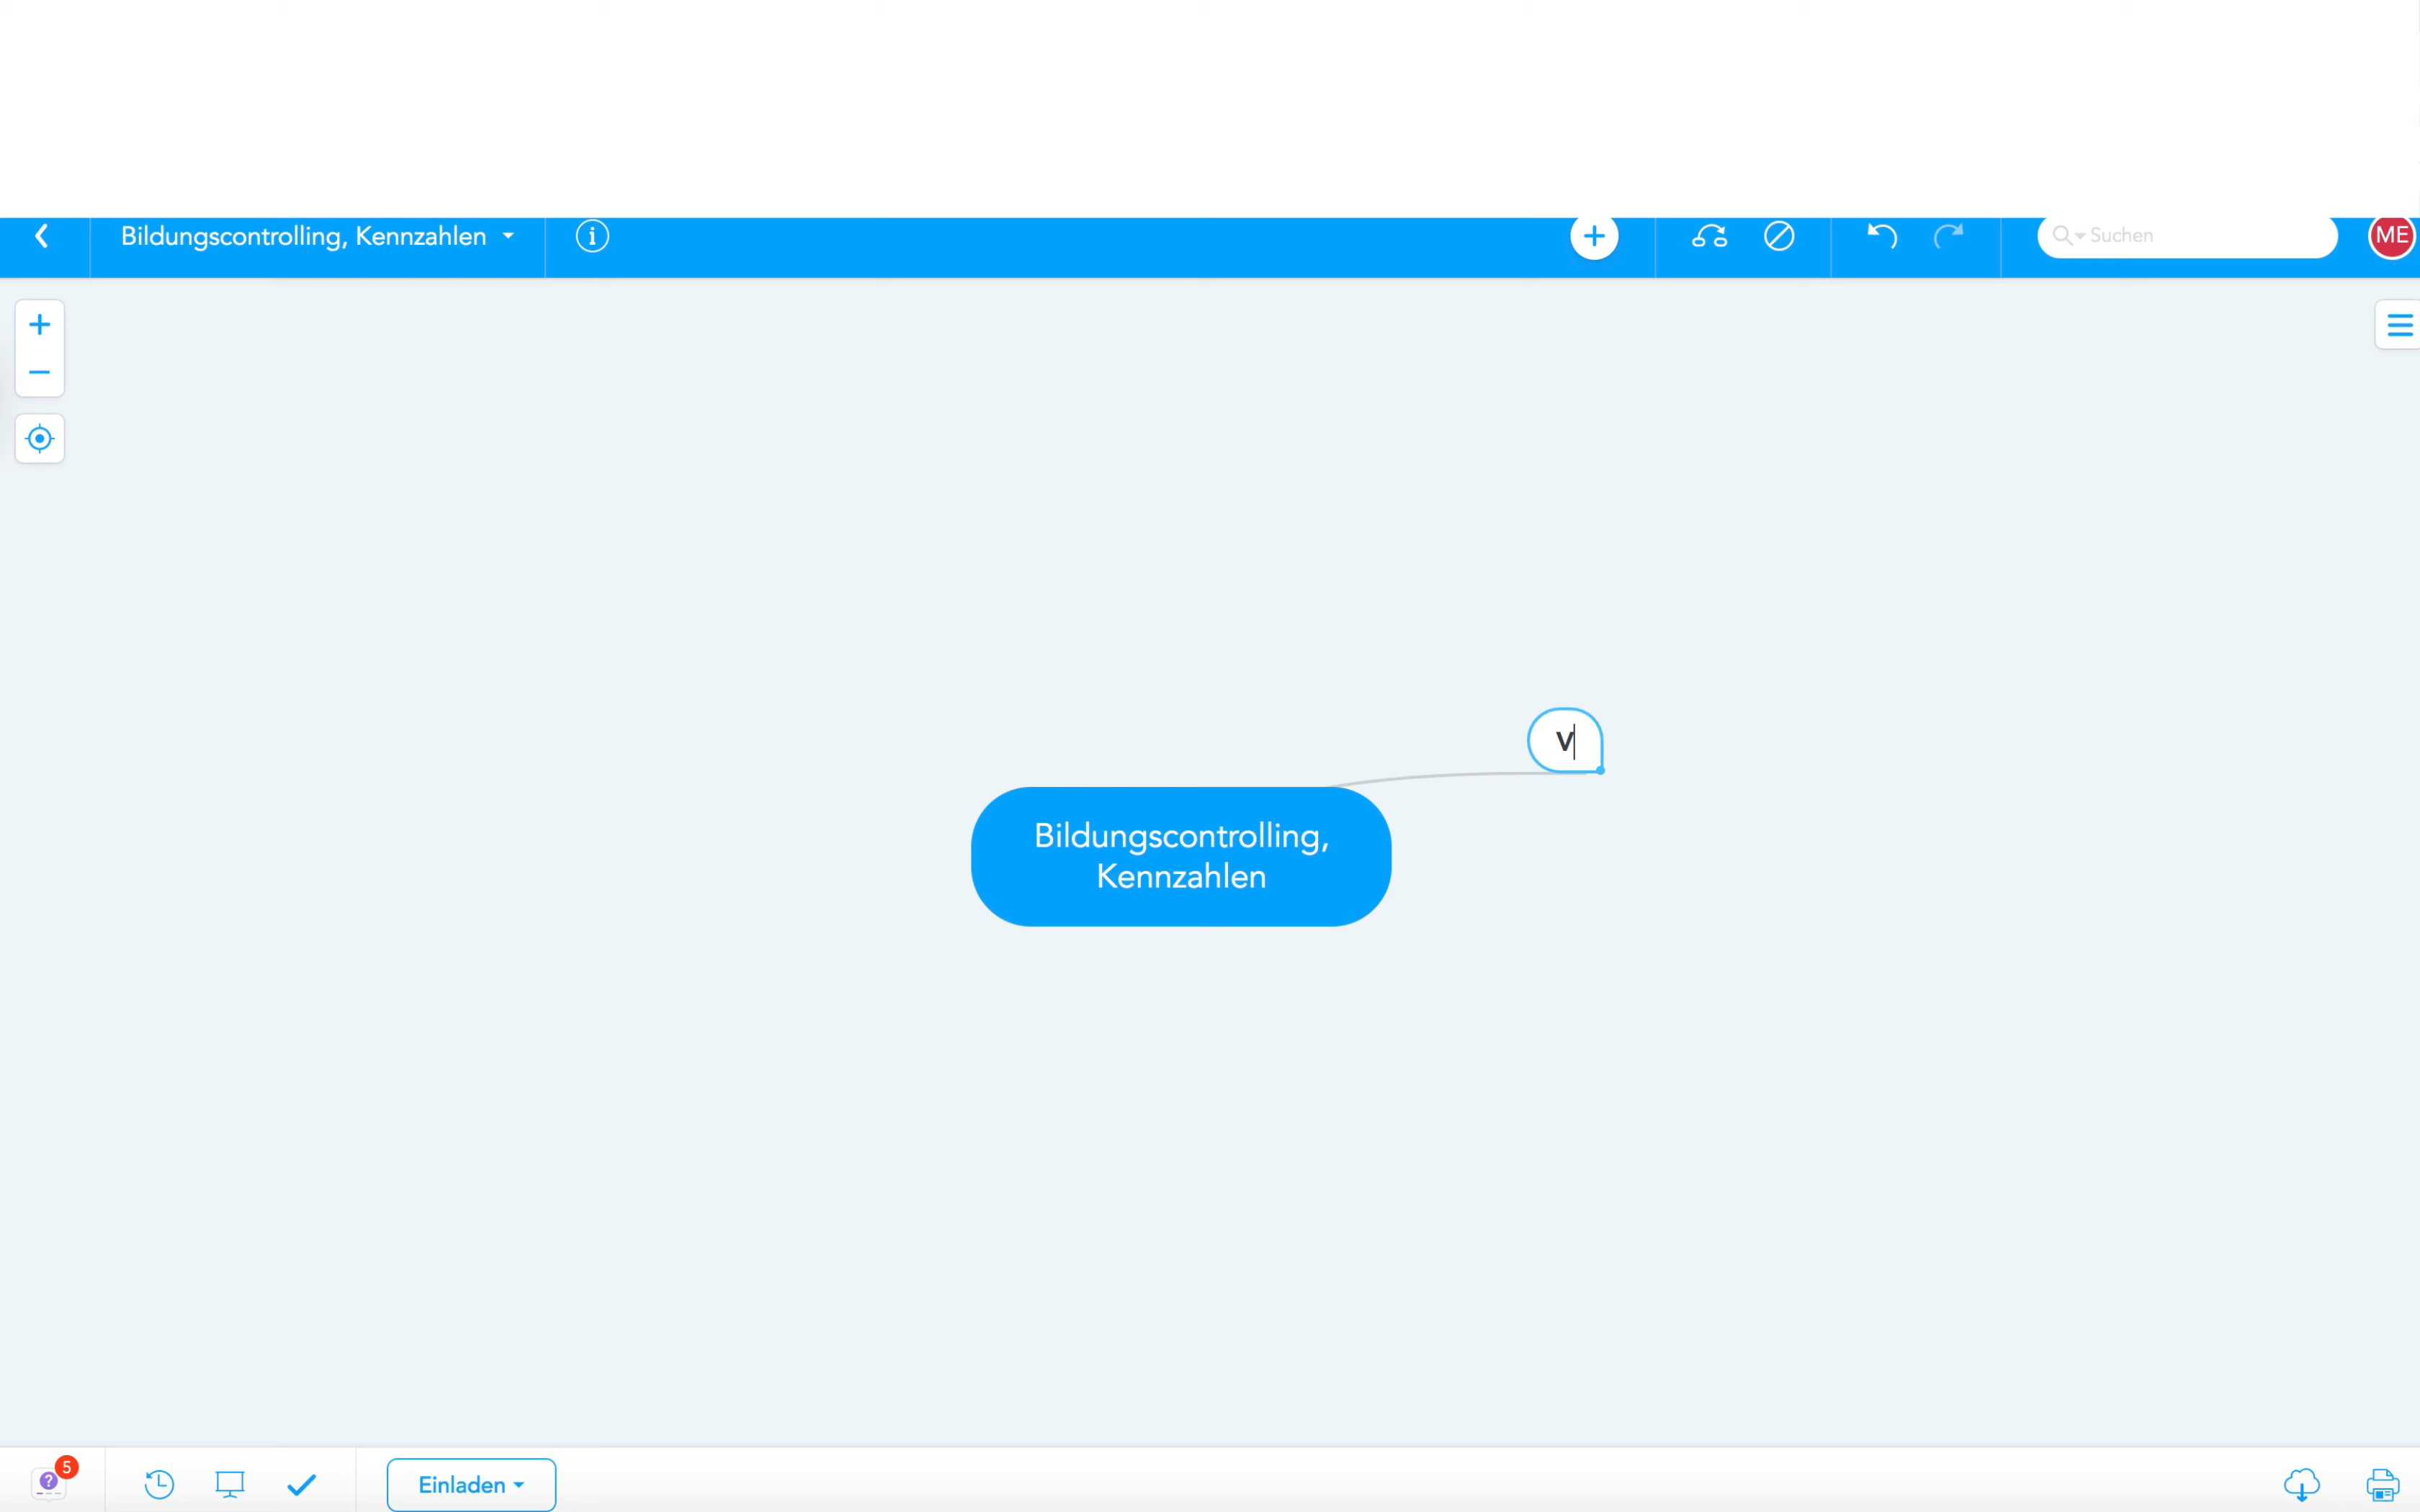 Bildungscontrolling, Kennzahlen
Suchen
ME
V
Bildungscontrolling,
Kennzahlen
5
Einladen